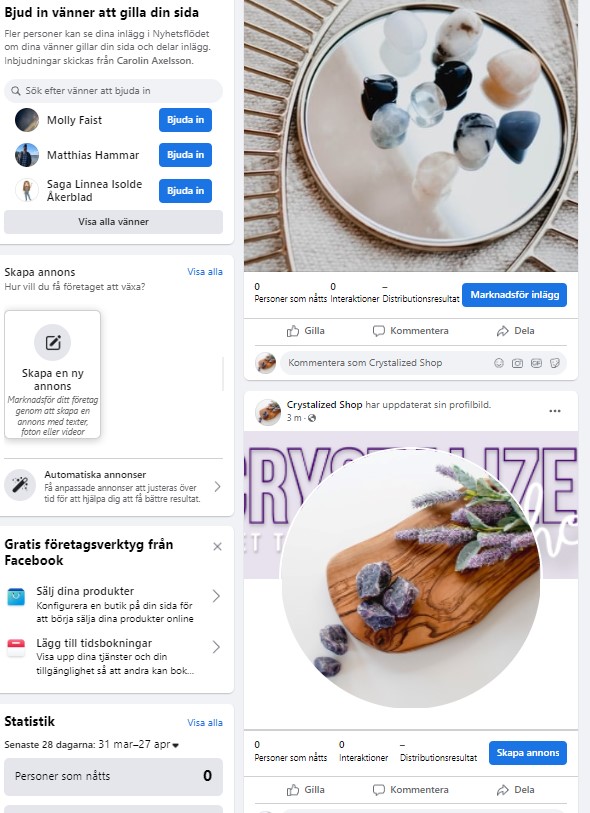 Bjud in vänner att gilla din sida
Fler personer kan se dina inlägg i Nyhetsflödet
om dina vänner gillar din sida och delar inlägg.
Inbjudningar skickas från Carolin Axelsson.
Sök efter vänner att bjuda in
Molly Faist
Bjuda in
Matthias Hammar
Bjuda in
Saga Linnea Isolde
Åkerblad
Bjuda in
Visa alla vänner
Skapa annons
Visa alla
Hur vill du få företaget att växa?
Skapa en ny
annons
Marknadsför ditt företag
genom att skapa en
annons med texter,
foton eller videor
Automatiska annonser
Få anpassade annonser att justeras över
tid för att hjälpa dig att få bättre resultat.
Gratis företagsverktyg från
Facebook
Sälj dina produkter
Konfigurera en butik på din sida för
att börja sälja dina produkter online
Lägg till tidsbokningar
Visa upp dina tjänster och din
tillgänglighet så att andra kan bok...
Statistik
Visa alla
Senaste 28 dagarna: 31 mar–27 apr
Personer som nåtts
0
0
0
–
Personer som nåtts
Interaktioner
Distributionsresultat
Marknadsför inlägg
Gilla
Kommentera
Dela
Kommentera som Crystalized Shop
GIF
Crystalized Shop har uppdaterat sin profilbild.
3 m ·
CRYSTALIZE
ET T
ho
0
0
–
Personer som nåtts
Interaktioner
Distributionsresultat
Skapa annons
Gilla
Kommentera
Dela